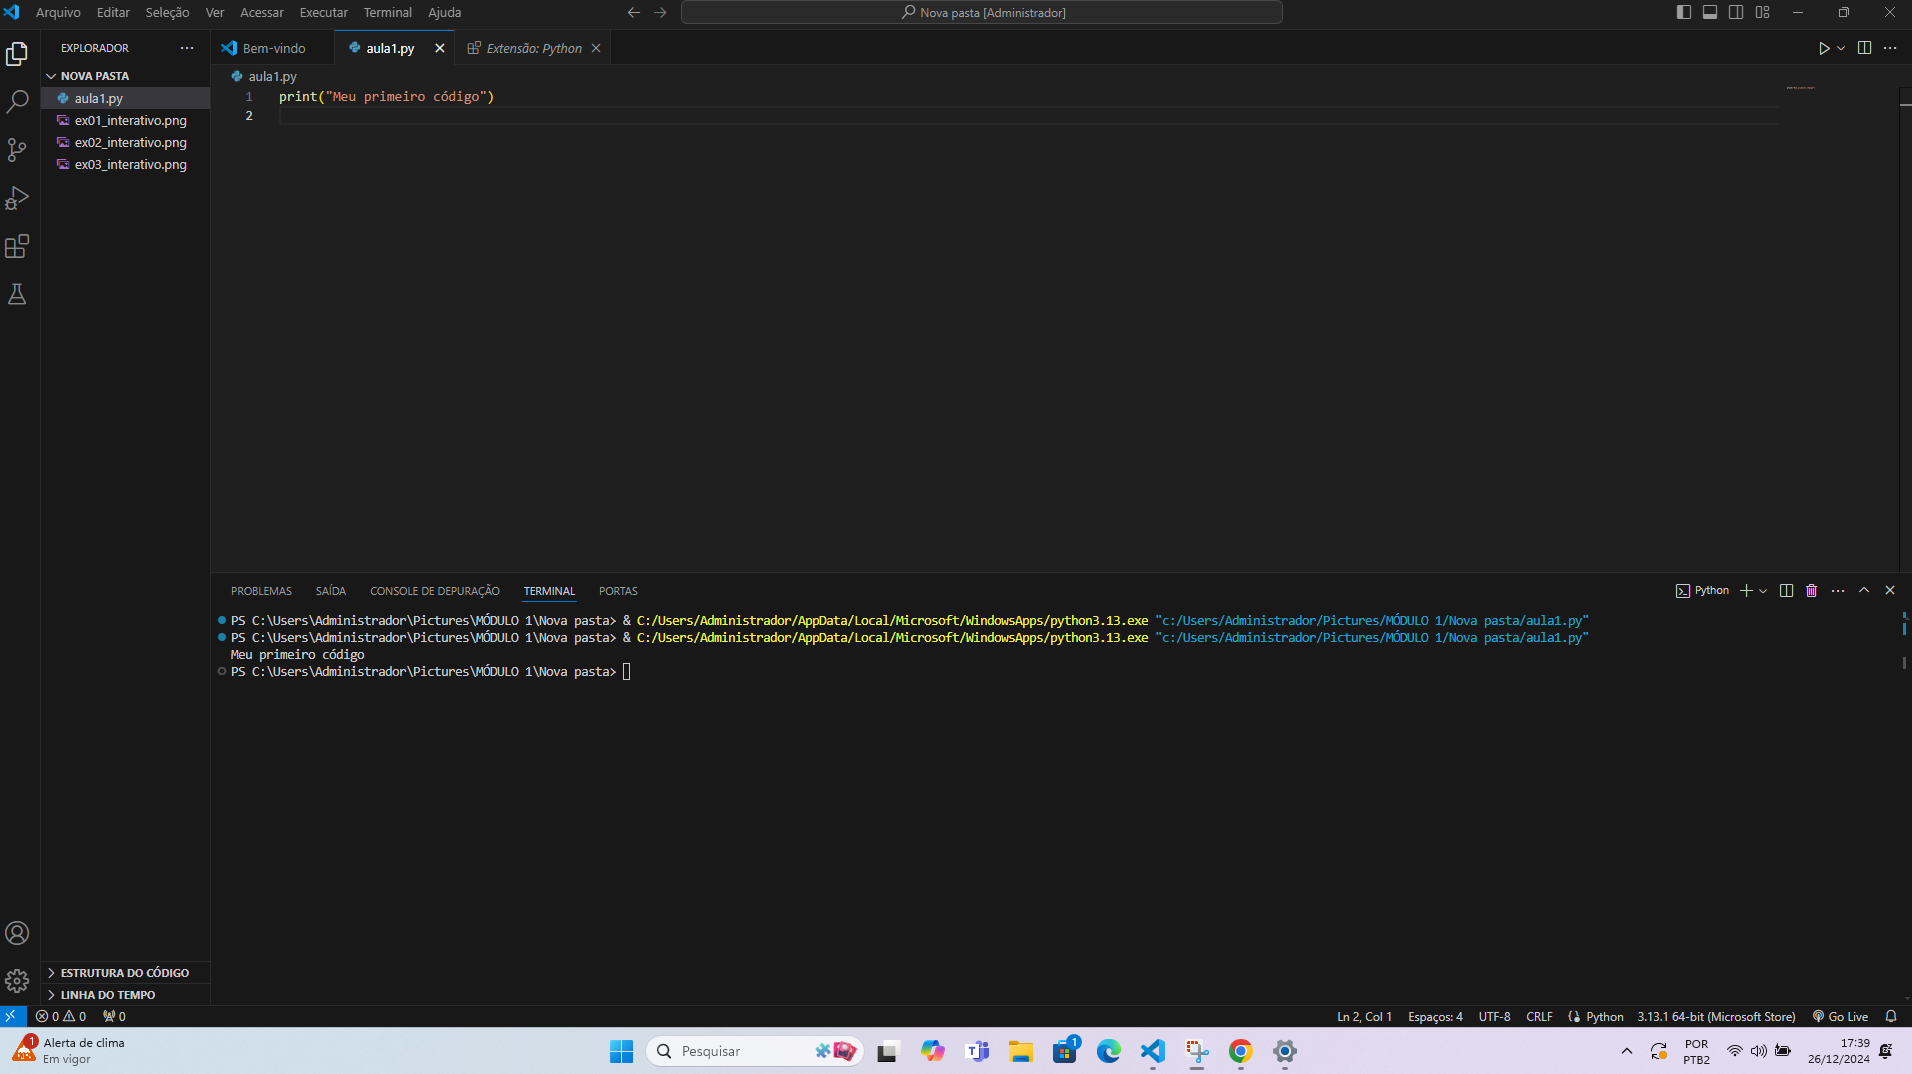 Arquivo Editar Seleção Ver Acessar Executar Terminal Ajuda
Nova pasta [Administrador]
EXPLORADOR
NOVA PASTA
aula1.py
ex01_interativo.png
ex02_interativo.png
ex03_interativo.png
ESTRUTURA DO CÓDIGO
LINHA DO TEMPO
Bem-vindo aula1.py Extensão: Python
aula1.py
1 print("Meu primeiro código")
2
PROBLEMAS SAÍDA CONSOLE DE DEPURAÇÃO TERMINAL PORTAS
Python
PS C:\Users\Administrador\Pictures\MÓDULO 1\Nova pasta> & C:/Users/Administrador/AppData/Local/Microsoft/WindowsApps/python3.13.exe "c:/Users/Administrador/Pictures/MÓDULO 1/Nova pasta/aula1.py"
PS C:\Users\Administrador\Pictures\MÓDULO 1\Nova pasta> & C:/Users/Administrador/AppData/Local/Microsoft/WindowsApps/python3.13.exe "c:/Users/Administrador/Pictures/MÓDULO 1/Nova pasta/aula1.py"
Meu primeiro código
PS C:\Users\Administrador\Pictures\MÓDULO 1\Nova pasta>
0 0 0
Ln 2, Col 1 Espaços: 4 UTF-8 CRLF Python 3.13.1 64-bit (Microsoft Store) Go Live
1
Alerta de clima
Em vigor
Pesquisar
1
POR
PTB2
17:39
26/12/2024